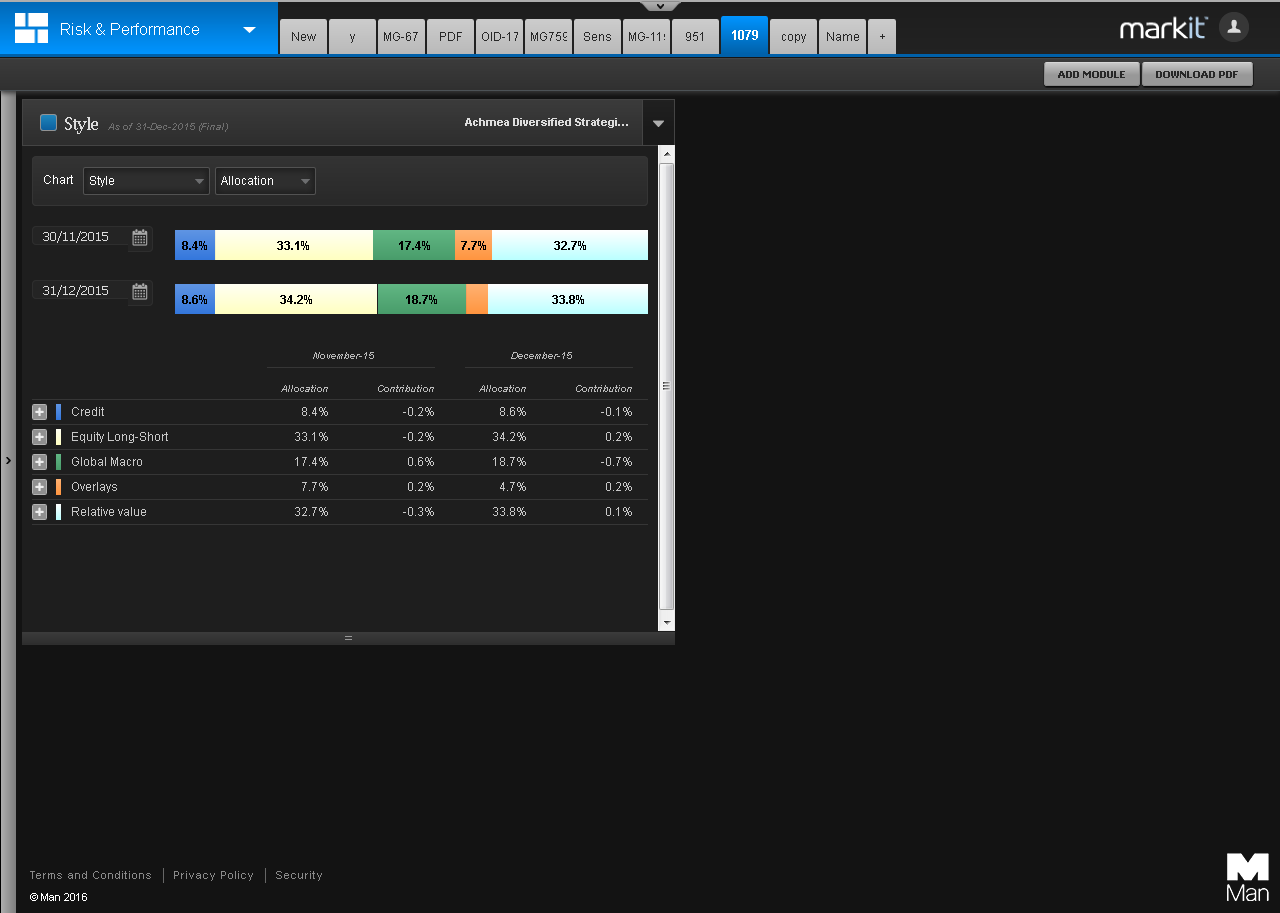 Risk & Performance
New y MG-67 PDF OID-17 MG759 Sens MG-11 951 1079 copy Name +
markit
ADD MODULE DOWNLOAD PDF
Style As of 31-Dec-2015 (Final) Achmea Diversified Strategi...
Chart Style Allocation
30/11/2015 8.4% 33.1% 17.4% 7.7% 32.7%
31/12/2015 8.6% 34.2% 18.7% 33.8%
November-15 December-15
Allocation Contribution Allocation Contribution
Credit 8.4% -0.2% 8.6% -0.1%
Equity Long-Short 33.1% -0.2% 34.2% 0.2%
Global Macro 17.4% 0.6% 18.7% -0.7%
Overlays 7.7% 0.2% 4.7% 0.2%
Relative value 32.7% -0.3% 33.8% 0.1%
Terms and Conditions Privacy Policy Security
© Man 2016
Man